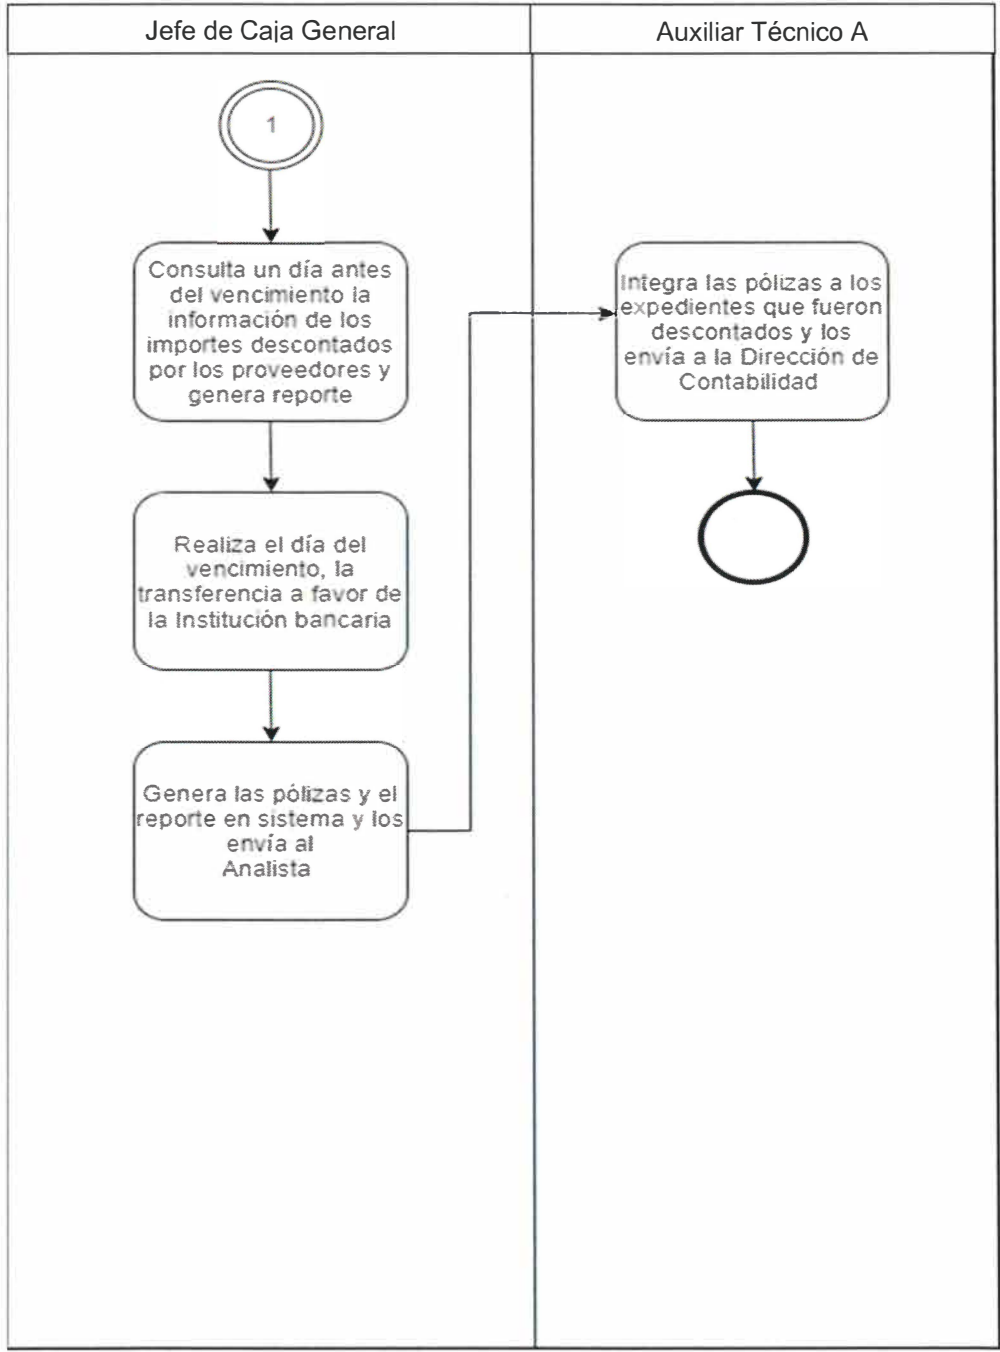 Jefe de Caja General
Auxiliar Técnico A
1
Consulta un día antes
del vencimiento la
información de los
importes descontados
por los proveedores y
genera reporte
Realiza el día del
vencimiento, la
transferencia a favor de
la Institución bancaria
Genera las pólizas y el
reporte en sistema y los
envía al
Analista
Integra las pólizas a los
expedientes que fueron
descontados y los
envía a la Dirección de
Contabilidad